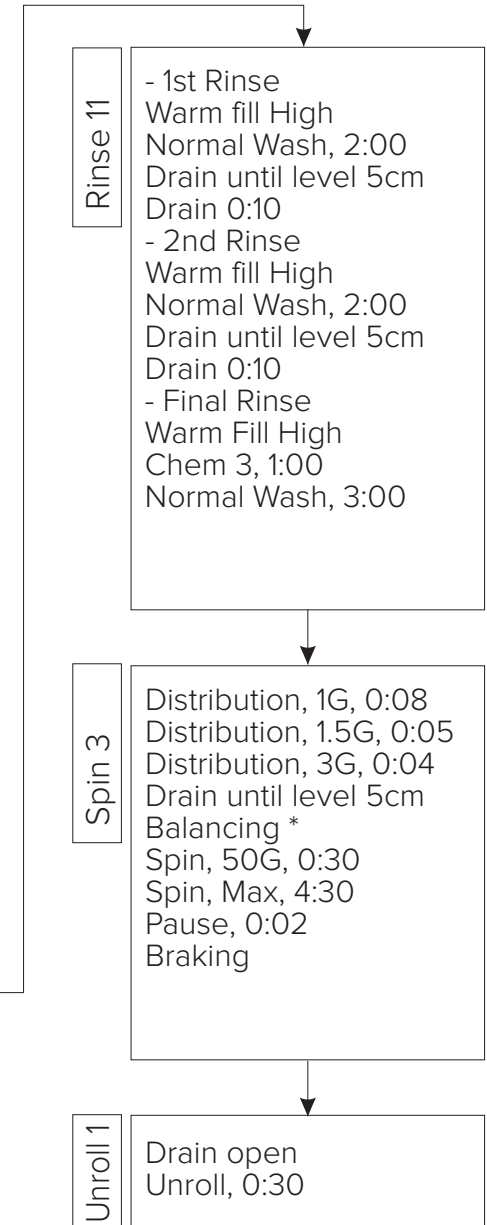 Rinse 11
- 1st Rinse
Warm fill High
Normal Wash, 2:00
Drain until level 5cm
Drain 0:10
- 2nd Rinse
Warm fill High
Normal Wash, 2:00
Drain until level 5cm
Drain 0:10
- Final Rinse
Warm Fill High
Chem 3, 1:00
Normal Wash, 3:00
Spin 3
Distribution, 1G, 0:08
Distribution, 1.5G, 0:05
Distribution, 3G, 0:04
Drain until level 5cm
Balancing *
Spin, 50G, 0:30
Spin, Max, 4:30
Pause, 0:02
Braking
Unroll 1
Drain open
Unroll, 0:30